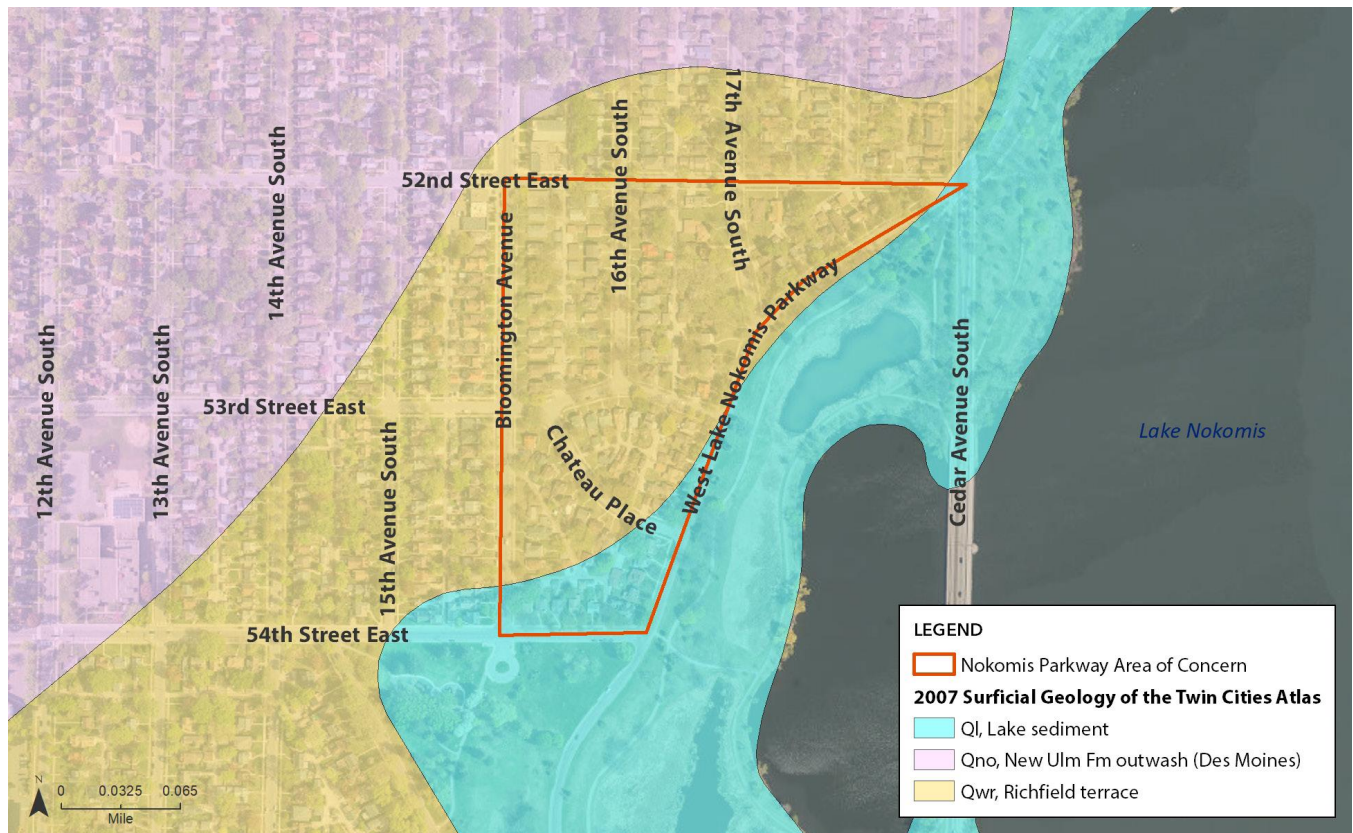 17th Avenue South
16th Avenue South
14th Avenue South
52nd Street East
Bloomington Avenue
West Lake Nokomis Parkway
12th Avenue South
13th Avenue South
53rd Street East
15th Avenue South
Chateau Place
Cedar Avenue South
Lake Nokomis
54th Street East
LEGEND
Nokomis Parkway Area of Concern
2007 Surficial Geology of the Twin Cities Atlas
Ql, Lake sediment
Qno, New Ulm Fm outwash (Des Moines)
Qwr, Richfield terrace
N
0 0.0325 0.065
Mile